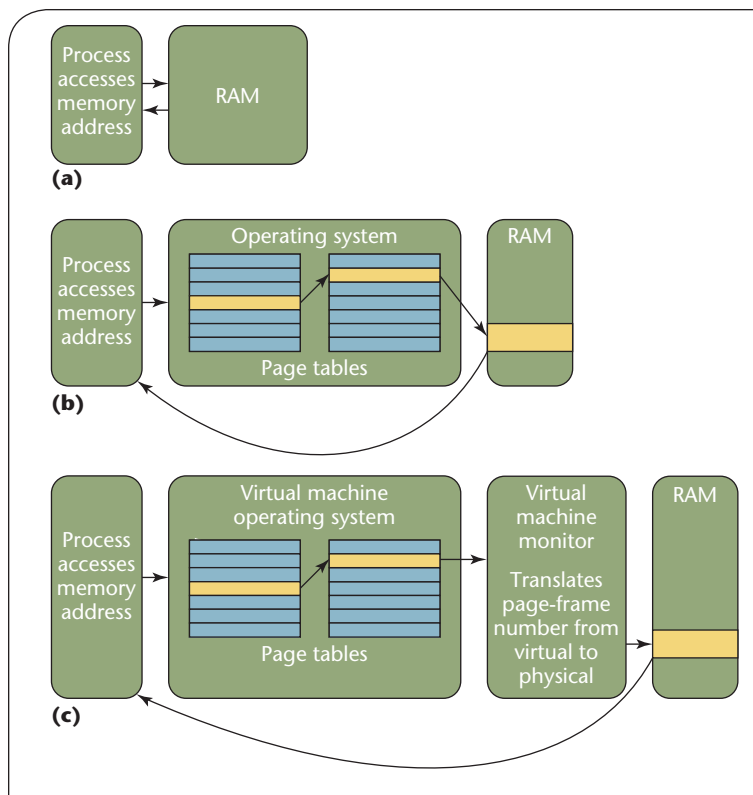 Process
accesses
memory
address
RAM
(a)
Process
accesses
memory
address
Operating system
Page tables
RAM
(b)
Process
accesses
memory
address
Virtual machine
operating system
Page tables
Virtual
machine
monitor
Translates
page-frame
number from
virtual to
physical
RAM
(c)